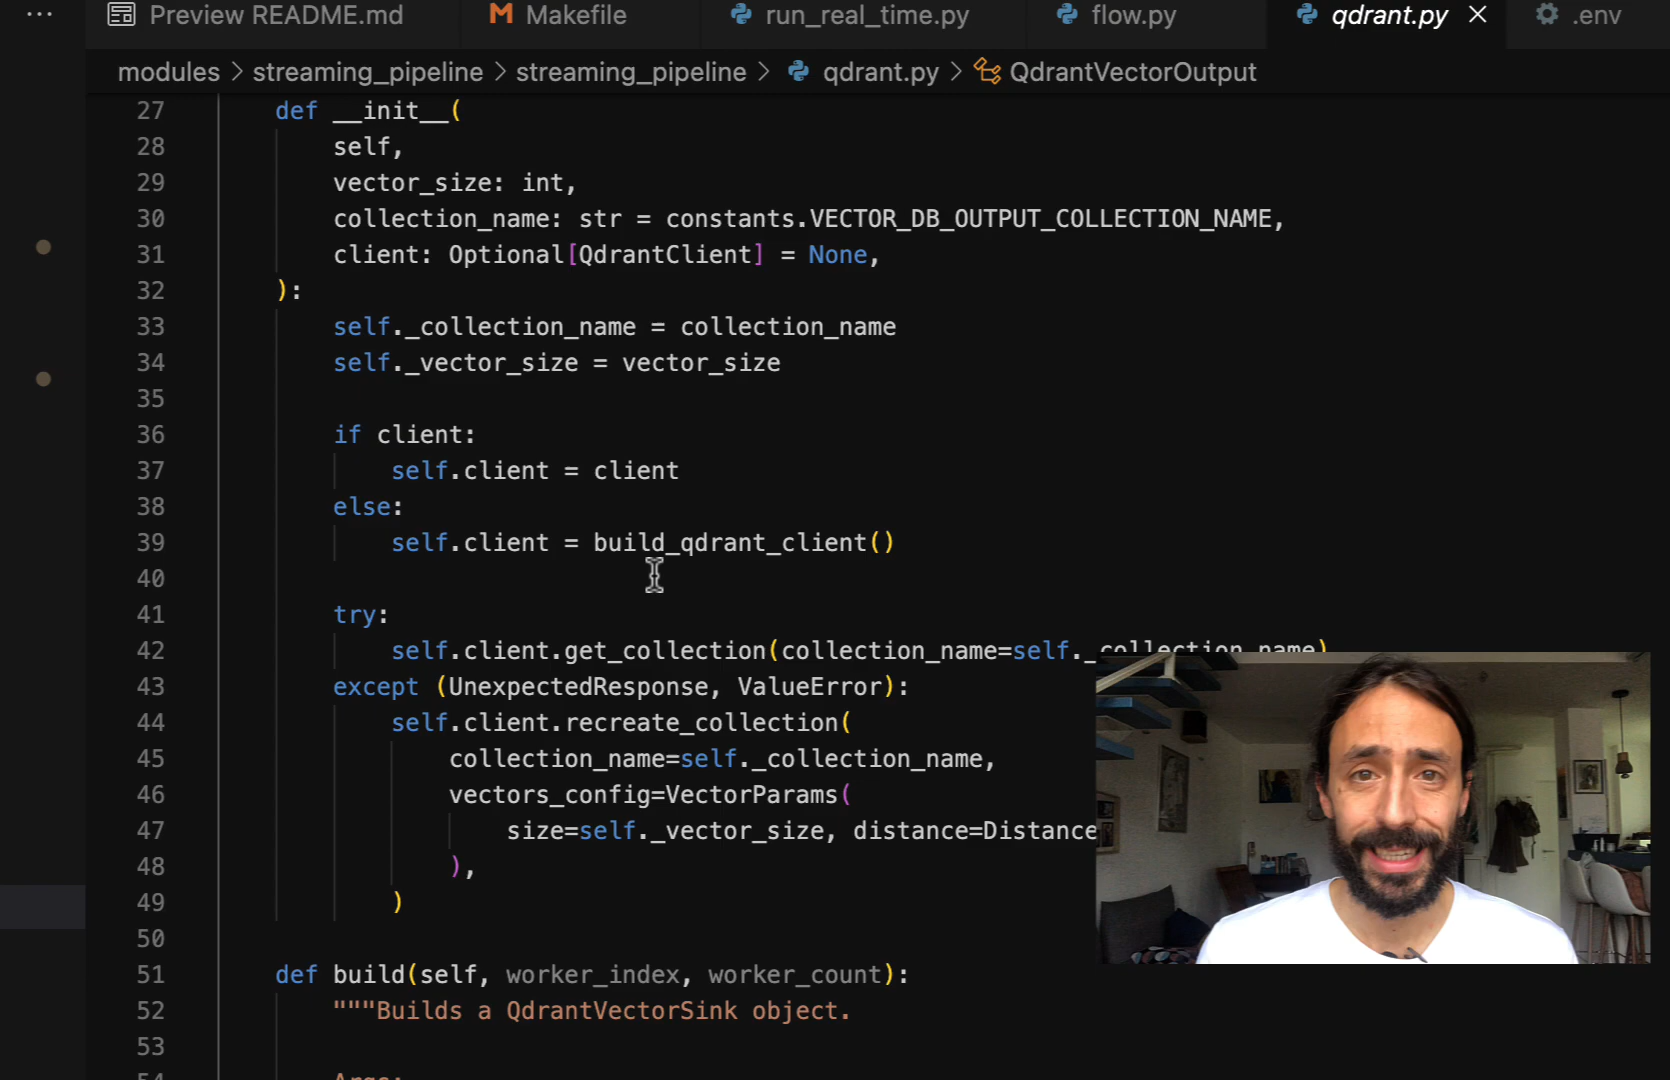 Preview README.md
Makefile
run_real_time.py
flow.py
qdrant.py
.env
modules > streaming_pipeline > streaming_pipeline > qdrant.py > QdrantVectorOutput
27 def __init__(
28 self,
29 vector_size: int,
30 collection_name: str = constants.VECTOR_DB_OUTPUT_COLLECTION_NAME,
31 client: Optional[QdrantClient] = None,
32 ):
33 self._collection_name = collection_name
34 self._vector_size = vector_size
35
36 if client:
37 self.client = client
38 else:
39 self.client = build_qdrant_client()
40
41 try:
42 self.client.get_collection(collection_name=self._collection_name)
43 except (UnexpectedResponse, ValueError):
44 self.client.recreate_collection(
45 collection_name=self._collection_name,
46 vectors_config=VectorParams(
47 size=self._vector_size, distance=Distance
48 ),
49 )
50
51 def build(self, worker_index, worker_count):
52 """Builds a QdrantVectorSink object.
53
54 Args: